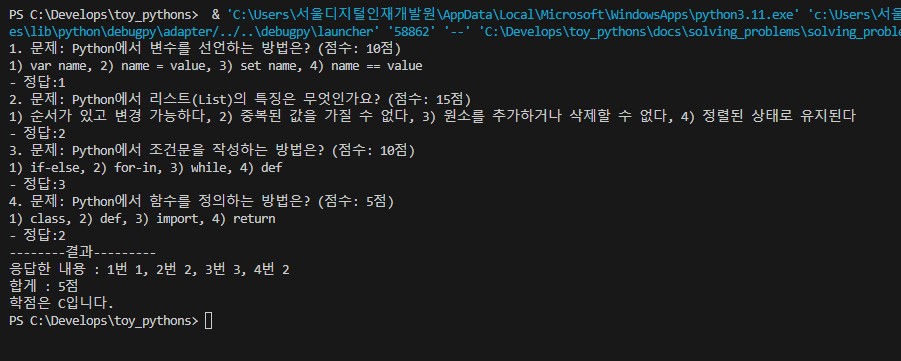 PS C:\Develops\toy_pythons>  & 'C:\Users\서울디지털인재개발원\AppData\Local\Microsoft\WindowsApps\python3.11.exe' 'c:\Users\서울
es\lib\python\debugpy\adapter/../..\debugpy\launcher' '58862' '--' 'C:\Develops\toy_pythons\docs\solving_problems\solving_proble
1. 문제: Python에서 변수를 선언하는 방법은? (점수: 10점)
1) var name, 2) name = value, 3) set name, 4) name == value
- 정답:1
2. 문제: Python에서 리스트(List)의 특징은 무엇인가요? (점수: 15점)
1) 순서가 있고 변경 가능하다, 2) 중복된 값을 가질 수 없다, 3) 원소를 추가하거나 삭제할 수 없다, 4) 정렬된 상태로 유지된다
- 정답:2
3. 문제: Python에서 조건문을 작성하는 방법은? (점수: 10점)
1) if-else, 2) for-in, 3) while, 4) def
- 정답:3
4. 문제: Python에서 함수를 정의하는 방법은? (점수: 5점)
1) class, 2) def, 3) import, 4) return
- 정답:2
--------결과---------
응답한 내용 : 1번 1, 2번 2, 3번 3, 4번 2
합게 : 5점
학점은 C입니다.
PS C:\Develops\toy_pythons>